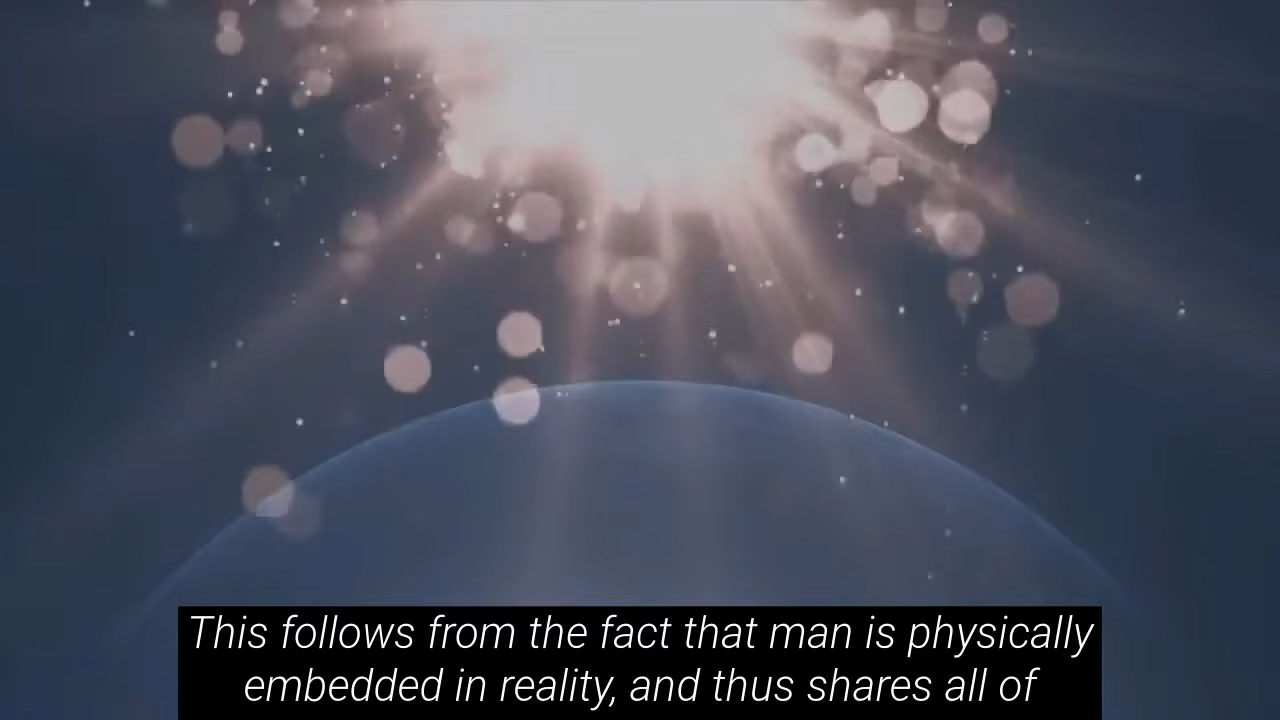 This follows from the fact that man is physically
embedded in reality, and thus shares all of